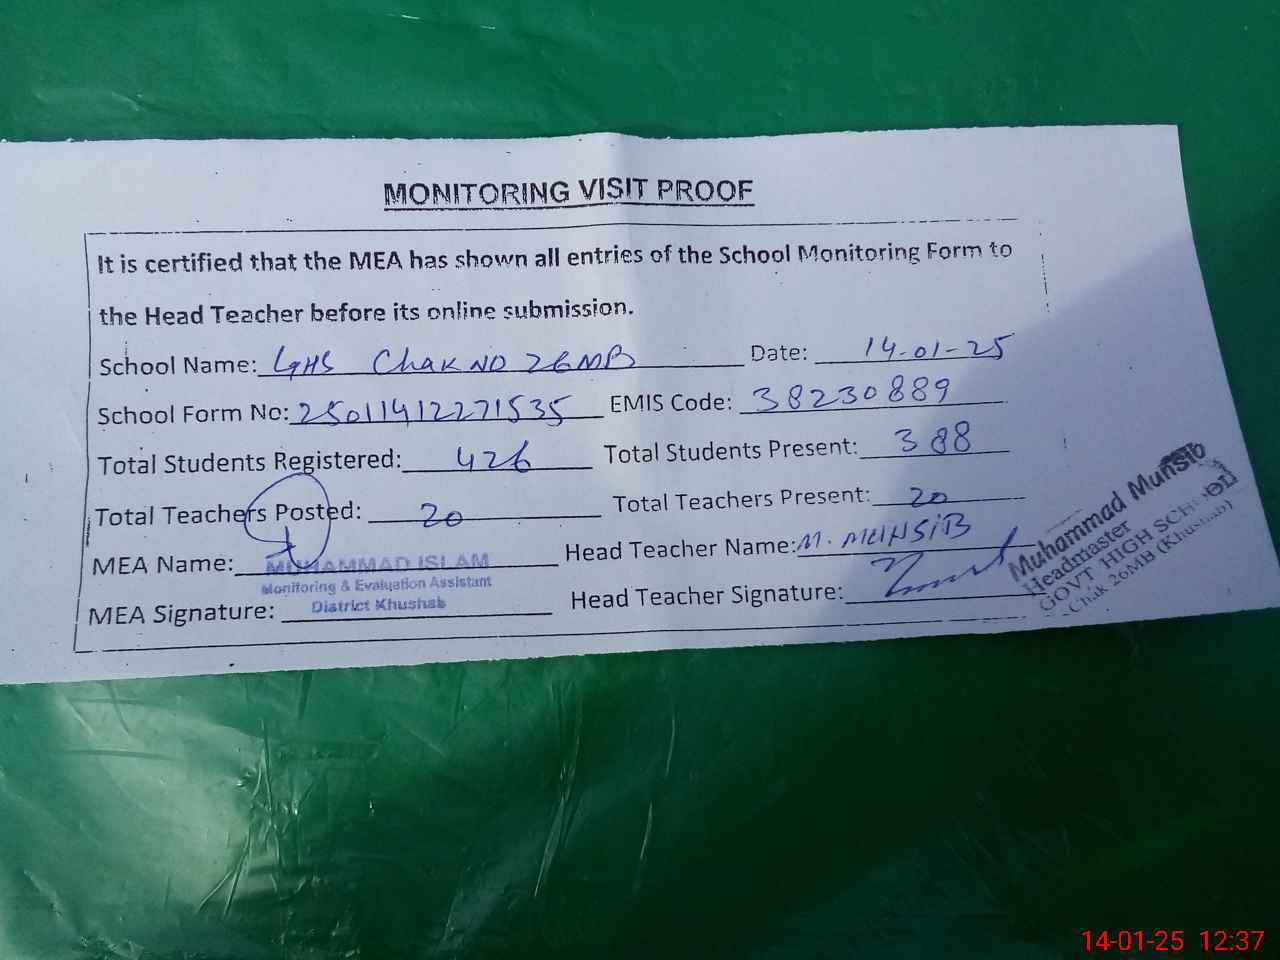 MONITORING VISIT PROOF
It is certified that the MEA has shown all entries of the School Monitoring Form to
the Head Teacher before its online submission.
School Name: GHS Chak NO 26MB Date: 14-01-25
School Form No: 25011412271535 EMIS Code: 38230889
Total Students Registered: 426 Total Students Present: 388
Total Teachers Posted: 20 Total Teachers Present: 20
MEA Name: MUHAMMAD ISLAM Head Teacher Name: M. MUNSIB
Monitoring & Evaluation Assistant
District Khushab
MEA Signature: Head Teacher Signature:
Muhammad Munsib
Headmaster
GOVT HIGH SCHOOL
Chak 26MB (Khushab)
14-01-25 12:37